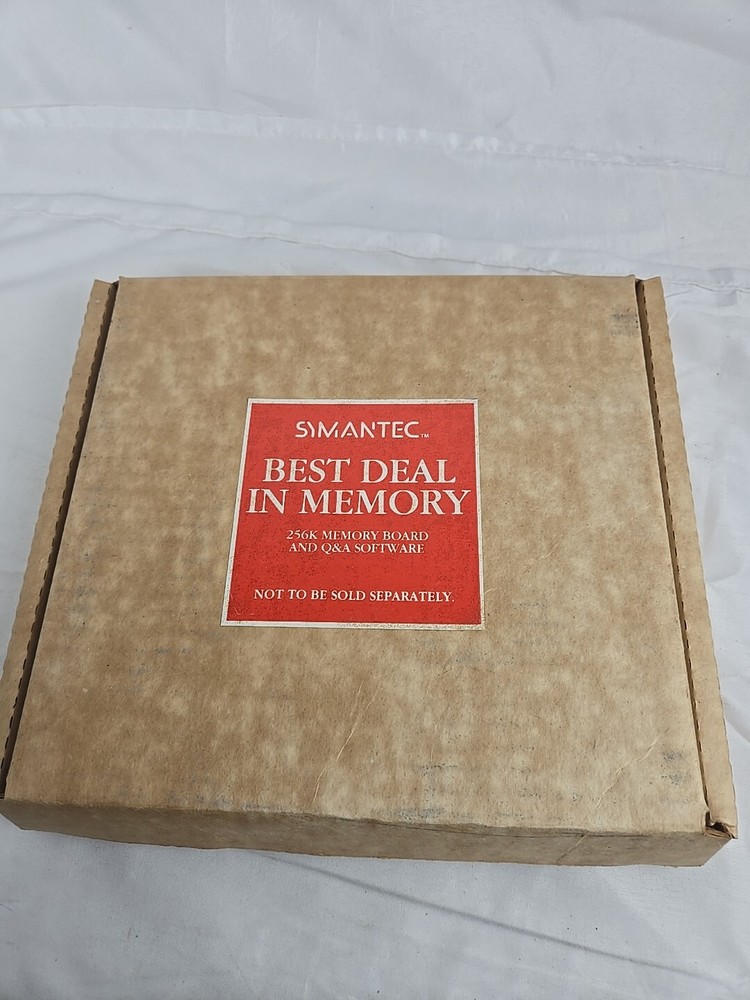 SYMANTEC™
BEST DEAL
IN MEMORY
256K MEMORY BOARD
AND Q&A SOFTWARE
NOT TO BE SOLD SEPARATELY.